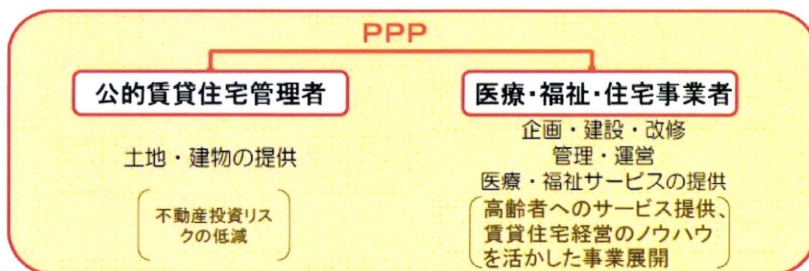 PPP
公的賃貸住宅管理者
土地・建物の提供
不動産投資リス
クの低減
医療・福祉・住宅事業者
企画・建設・改修
管理・運営
医療・福祉サービスの提供
高齢者へのサービス提供、
賃貸住宅経営のノウハウ
を活かした事業展開